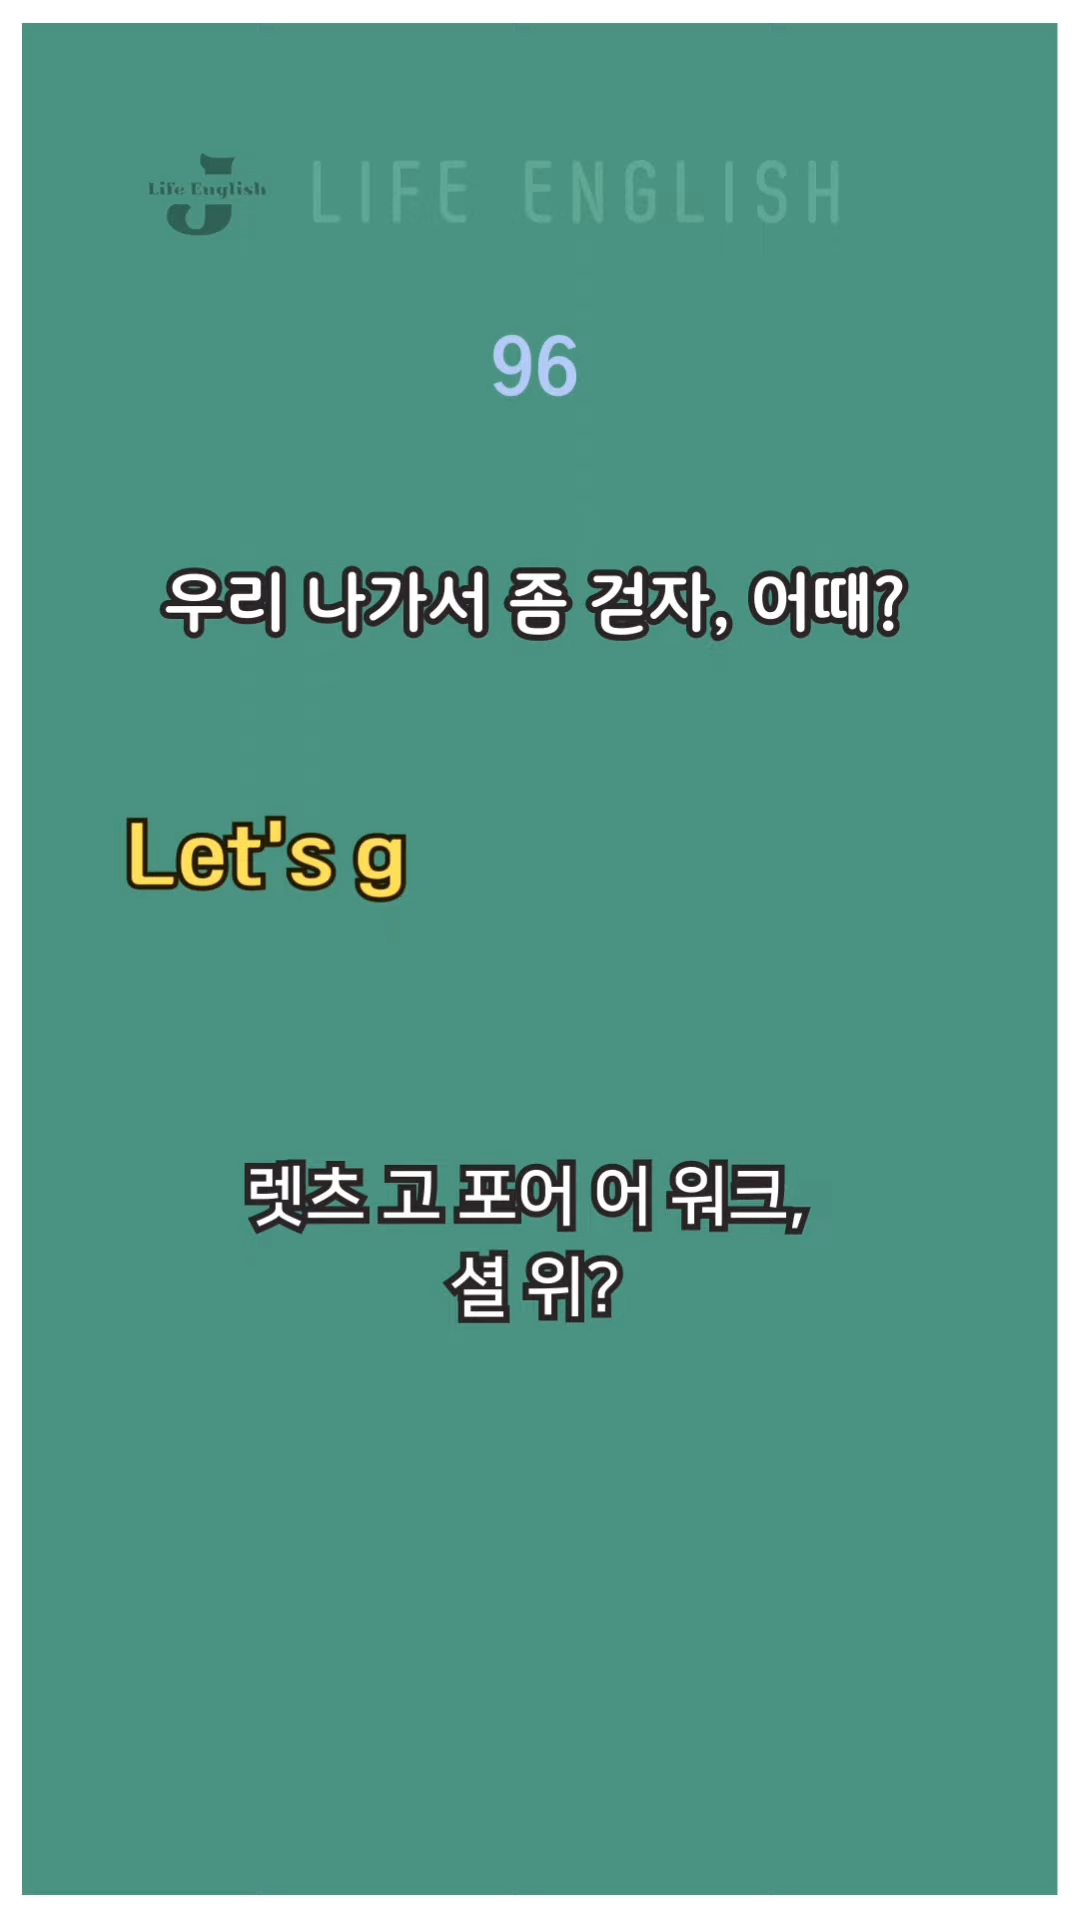 Life English
LIFE ENGLISH
96
우리 나가서 좀 걷자, 어때?
Let's g
렛츠 고 포어 어 워크,
셜 위?